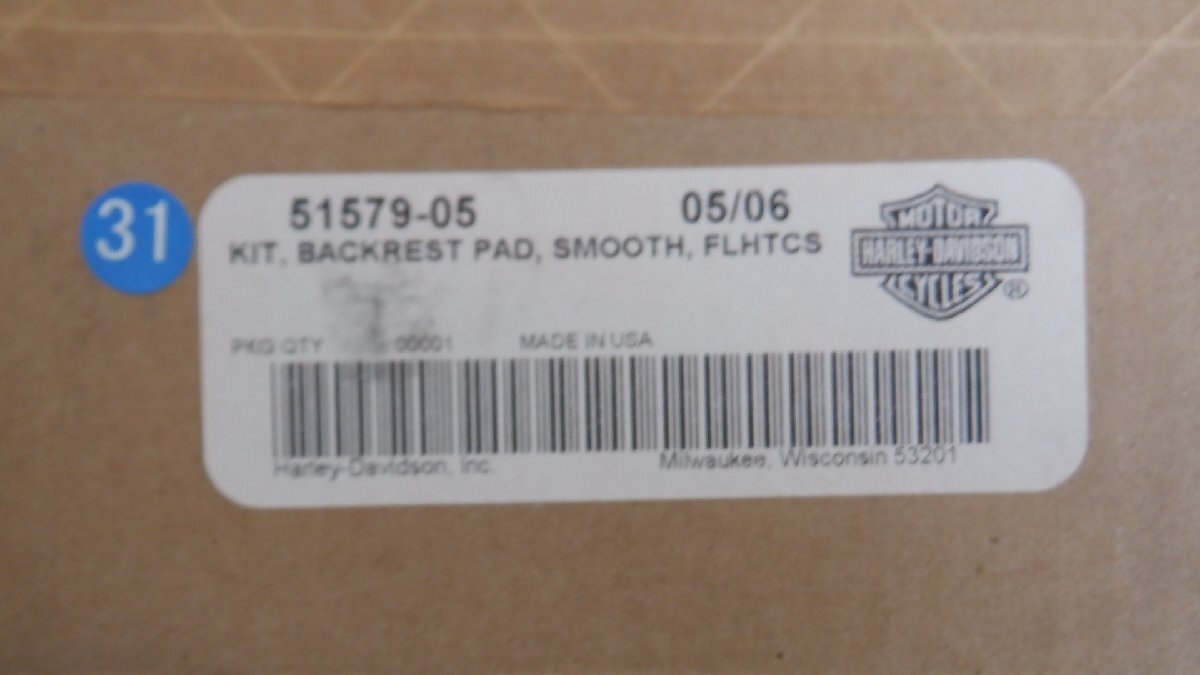 31
51579-05 05/06
KIT, BACKREST PAD, SMOOTH, FLHTCS
MOTOR
HARLEY-DAVIDSON
CYCLES ®
PKG QTY 00001 MADE IN USA
Harley-Davidson, Inc. Milwaukee, Wisconsin 53201